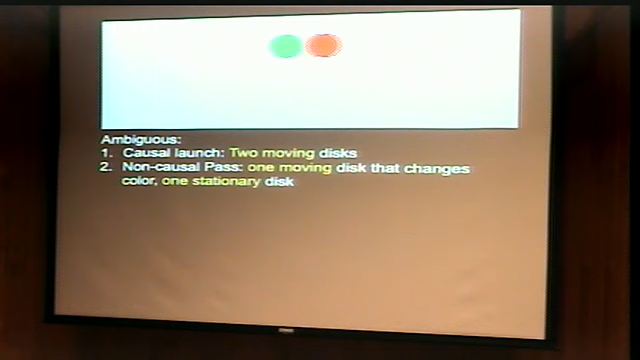 Ambiguous:
1. Causal launch: Two moving disks
2. Non-causal Pass: one moving disk that changes
color, one stationary disk